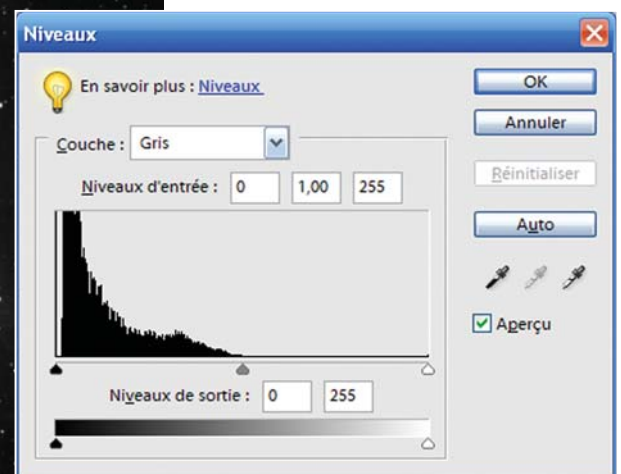 Niveaux
En savoir plus : Niveaux
Couche : Gris
Niveaux d'entrée : 0 1,00 255
Niveaux de sortie : 0 255
OK
Annuler
Réinitialiser
Auto
Aperçu